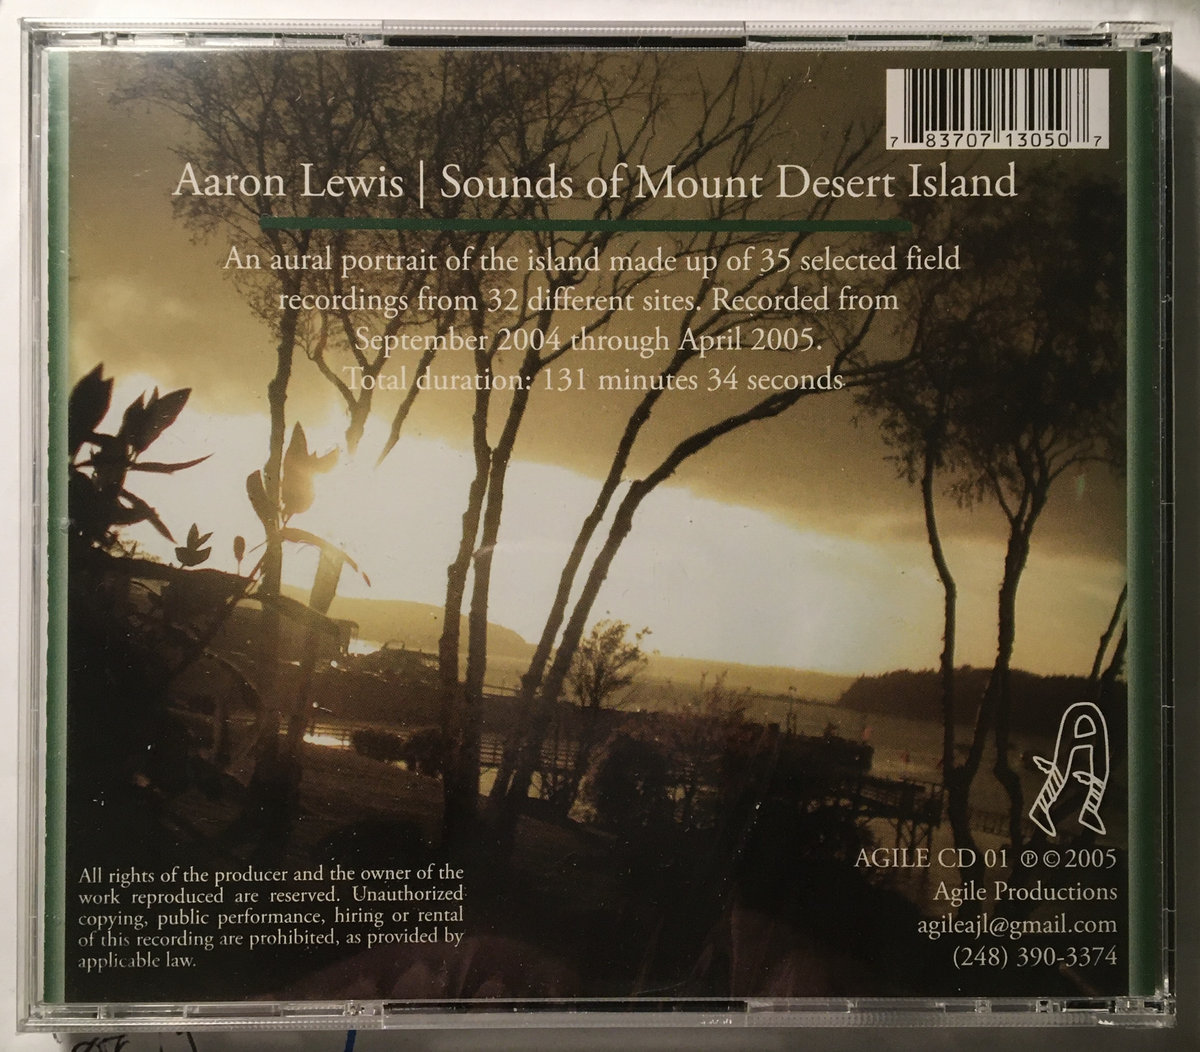 7 83707 13050 7
Aaron Lewis | Sounds of Mount Desert Island
An aural portrait of the island made up of 35 selected field
recordings from 32 different sites. Recorded from
September 2004 through April 2005.
Total duration: 131 minutes 34 seconds
All rights of the producer and the owner of the
work reproduced are reserved. Unauthorized
copying, public performance, hiring or rental
of this recording are prohibited, as provided by
applicable law.
AGILE CD 01 ℗©2005
Agile Productions
agileajl@gmail.com
(248) 390-3374